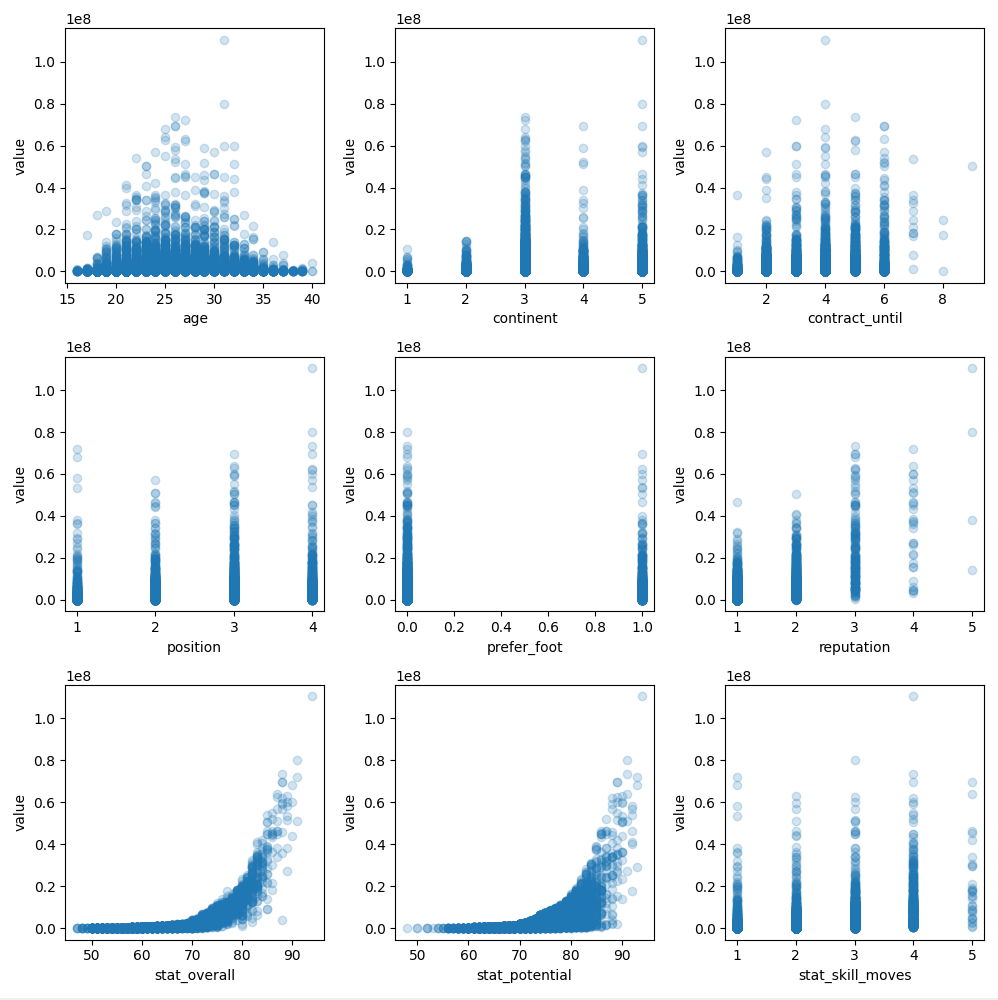 1e8 1e8 1e8
1.0 1.0 1.0
0.8 0.8 0.8
0.6 0.6 0.6
value value value
0.4 0.4 0.4
0.2 0.2 0.2
0.0 0.0 0.0
15 20 25 30 35 40 1 2 3 4 5 2 4 6 8
age continent contract_until
1e8 1e8 1e8
1.0 1.0 1.0
0.8 0.8 0.8
0.6 0.6 0.6
value value value
0.4 0.4 0.4
0.2 0.2 0.2
0.0 0.0 0.0
1 2 3 4 0.0 0.2 0.4 0.6 0.8 1.0 1 2 3 4 5
position prefer_foot reputation
1e8 1e8 1e8
1.0 1.0 1.0
0.8 0.8 0.8
0.6 0.6 0.6
value value value
0.4 0.4 0.4
0.2 0.2 0.2
0.0 0.0 0.0
50 60 70 80 90 50 60 70 80 90 1 2 3 4 5
stat_overall stat_potential stat_skill_moves